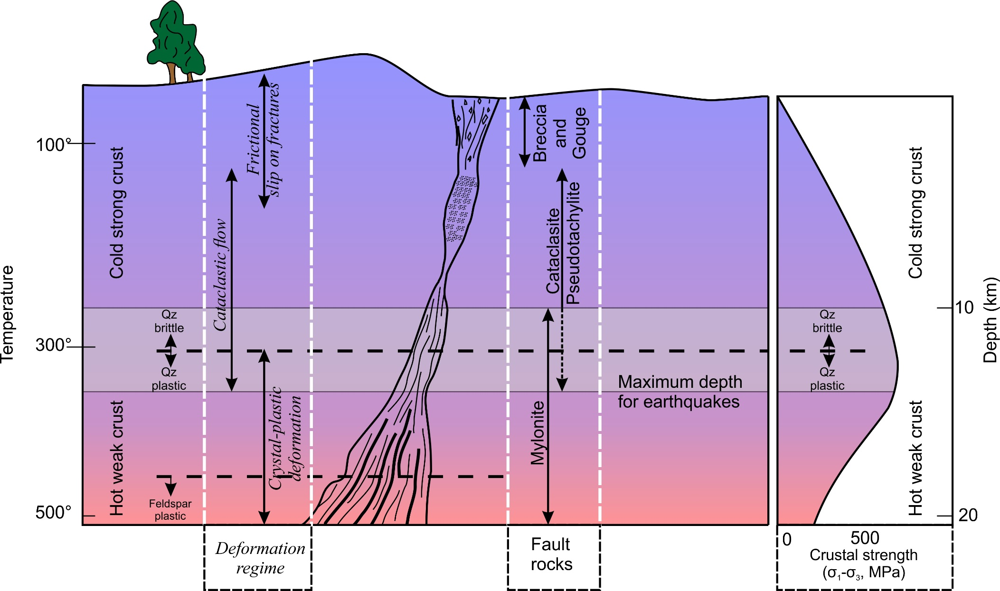 Temperature
100°
300°
500°
Cold strong crust
Hot weak crust
Qz
brittle
Qz
plastic
Feldspar
plastic
Cataclastic flow
Frictional
slip on fractures
Crystal-plastic
deformation
Deformation
regime
Breccia
and
Gouge
Cataclasite
Pseudotachylite
Mylonite
Fault
rocks
Maximum depth
for earthquakes
Qz
brittle
Qz
plastic
Cold strong crust
Hot weak crust
10
20
Depth (km)
0
500
Crustal strength
(σ₁-σ₃, MPa)